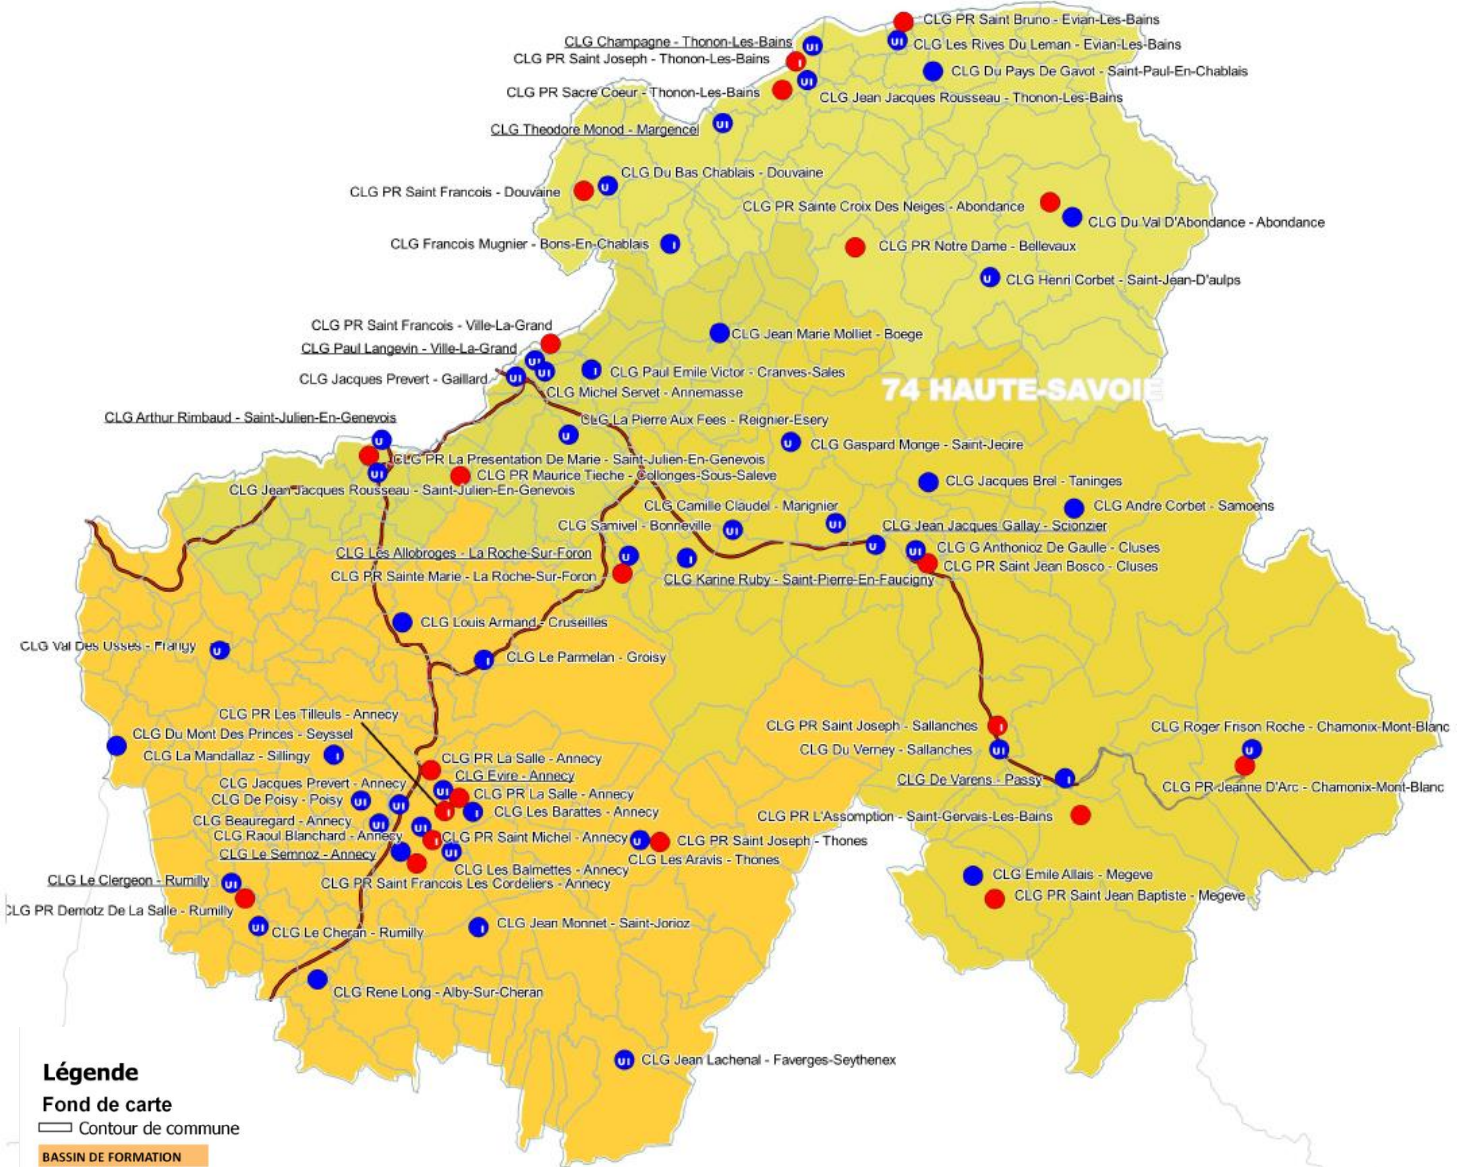 CLG PR Saint Bruno - Evian-Les-Bains
CLG Champagne - Thonon-Les-Bains
UI
UI
CLG Les Rives Du Leman - Evian-Les-Bains
CLG PR Saint Joseph - Thonon-Les-Bains
I
CLG Du Pays De Gavot - Saint-Paul-En-Chablais
UI
CLG PR Sacre Coeur - Thonon-Les-Bains
CLG Jean Jacques Rousseau - Thonon-Les-Bains
CLG Theodore Monod - Margencel
UI
CLG Du Bas Chablais - Douvaine
U
CLG PR Saint Francois - Douvaine
CLG PR Sainte Croix Des Neiges - Abondance
CLG Du Val D'Abondance - Abondance
CLG Francois Mugnier - Bons-En-Chablais
I
CLG PR Notre Dame - Bellevaux
U
CLG Henri Corbet - Saint-Jean-D'aulps
CLG PR Saint Francois - Ville-La-Grand
CLG Jean Marie Molliet - Boege
CLG Paul Langevin - Ville-La-Grand
UI
UI
I
CLG Paul Emile Victor - Cranves-Sales
CLG Jacques Prevert - Gaillard
UI
74 HAUTE-SAVOIE
CLG Michel Servet - Annemasse
CLG Arthur Rimbaud - Saint-Julien-En-Genevois
CLG La Pierre Aux Fees - Reignier-Esery
U
U
U
CLG Gaspard Monge - Saint-Jeoire
CLG PR La Presentation De Marie - Saint-Julien-En-Genevois
UI
CLG PR Maurice Tieche - Collonges-Sous-Saleve
CLG Jacques Brel - Taninges
CLG Jean Jacques Rousseau - Saint-Julien-En-Genevois
CLG Camille Claudel - Marignier
CLG Andre Corbet - Samoens
CLG Samivel - Bonneville
UI
UI
CLG Jean Jacques Gallay - Scionzier
U
CLG Les Allobroges - La Roche-Sur-Foron
U
I
UI
CLG G Anthonioz De Gaulle - Cluses
CLG PR Saint Jean Bosco - Cluses
CLG PR Sainte Marie - La Roche-Sur-Foron
CLG Karine Ruby - Saint-Pierre-En-Faucigny
CLG Louis Armand - Cruseilles
CLG Val Des Usses - Frangy
U
I
CLG Le Parmelan - Groisy
CLG PR Les Tilleuls - Annecy
CLG PR Saint Joseph - Sallanches
I
CLG Roger Frison Roche - Chamonix-Mont-Blanc
CLG Du Mont Des Princes - Seyssel
CLG Du Verney - Sallanches
UI
U
CLG La Mandallaz - Sillingy
I
CLG PR La Salle - Annecy
CLG Evire - Annecy
CLG De Varens - Passy
I
CLG PR Jeanne D'Arc - Chamonix-Mont-Blanc
CLG Jacques Prevert - Annecy
UI
CLG PR La Salle - Annecy
CLG De Poisy - Poisy
UI
UI
I
I
CLG Les Barattes - Annecy
CLG PR L'Assomption - Saint-Gervais-Les-Bains
CLG Beauregard - Annecy
UI
UI
CLG Raoul Blanchard - Annecy
I
CLG PR Saint Michel - Annecy
U
CLG PR Saint Joseph - Thones
CLG Le Semnoz - Annecy
UI
CLG Les Aravis - Thones
CLG Les Balmettes - Annecy
CLG Emile Allais - Megeve
CLG Le Clergeon - Rumilly
UI
CLG PR Saint Francois Les Cordeliers - Annecy
CLG PR Saint Jean Baptiste - Megeve
CLG PR Demotz De La Salle - Rumilly
UI
CLG Le Cheran - Rumilly
I
CLG Jean Monnet - Saint-Jorioz
CLG Rene Long - Alby-Sur-Cheran
UI
CLG Jean Lachenal - Faverges-Seythenex
Légende
Fond de carte
Contour de commune
BASSIN DE FORMATION